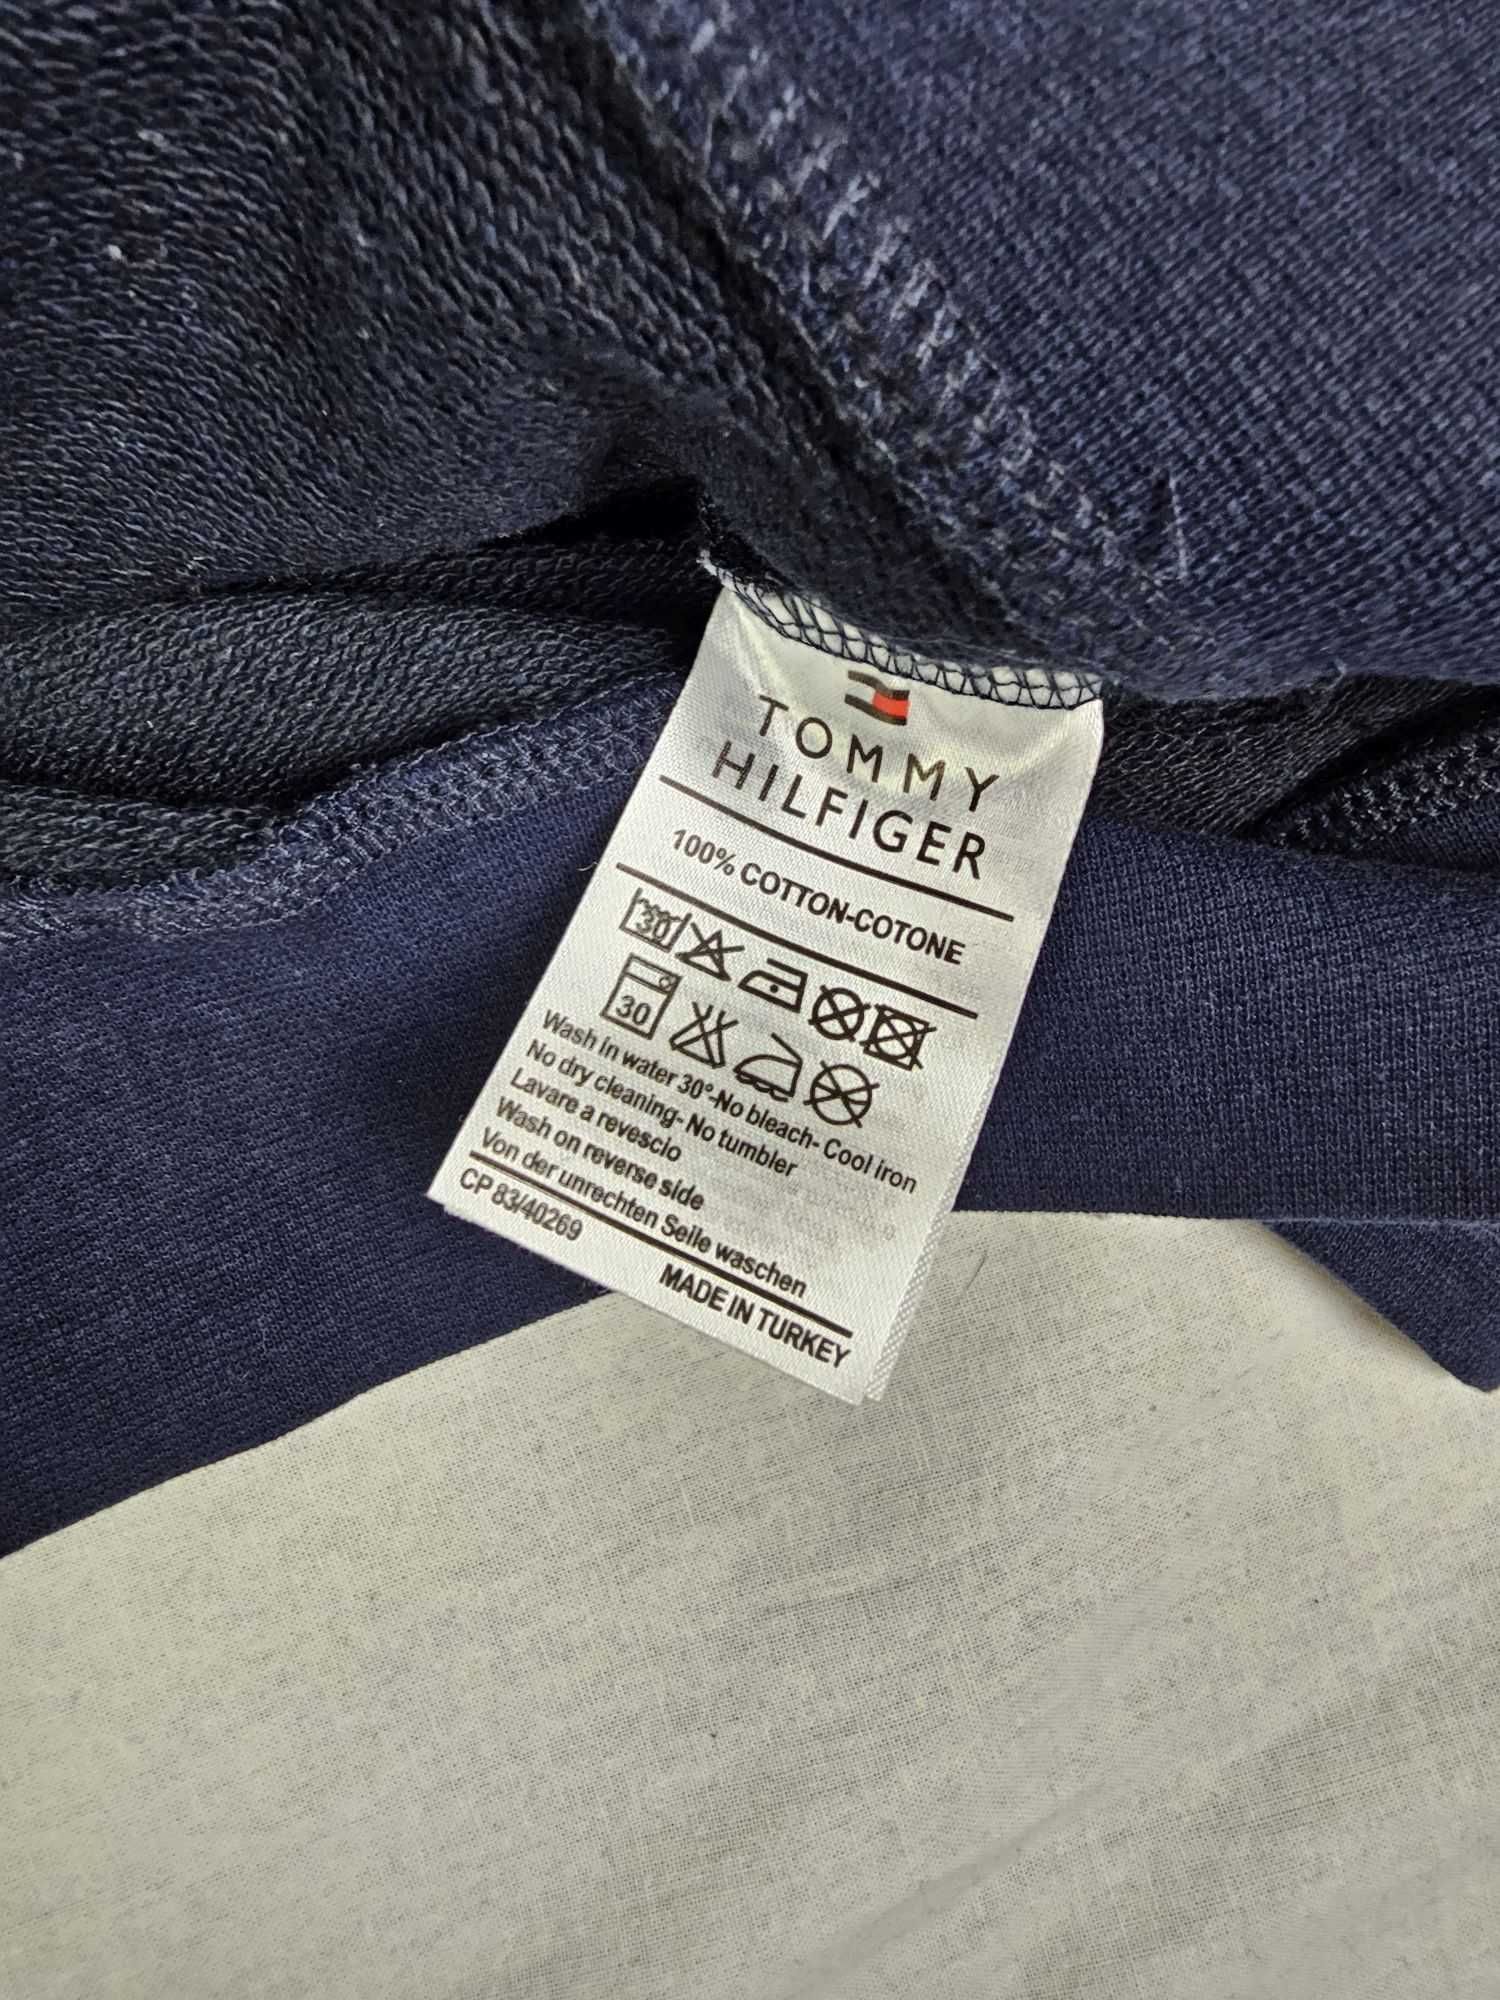 TOMMY
HILFIGER
100% COTTON-COTONE
30
30
Wash in water 30°-No bleach- Cool iron
No dry cleaning- No tumbler
Lavare a revescio
Wash on reverse side
Von der unrechten Seile waschen
CP 83/40269
MADE IN TURKEY